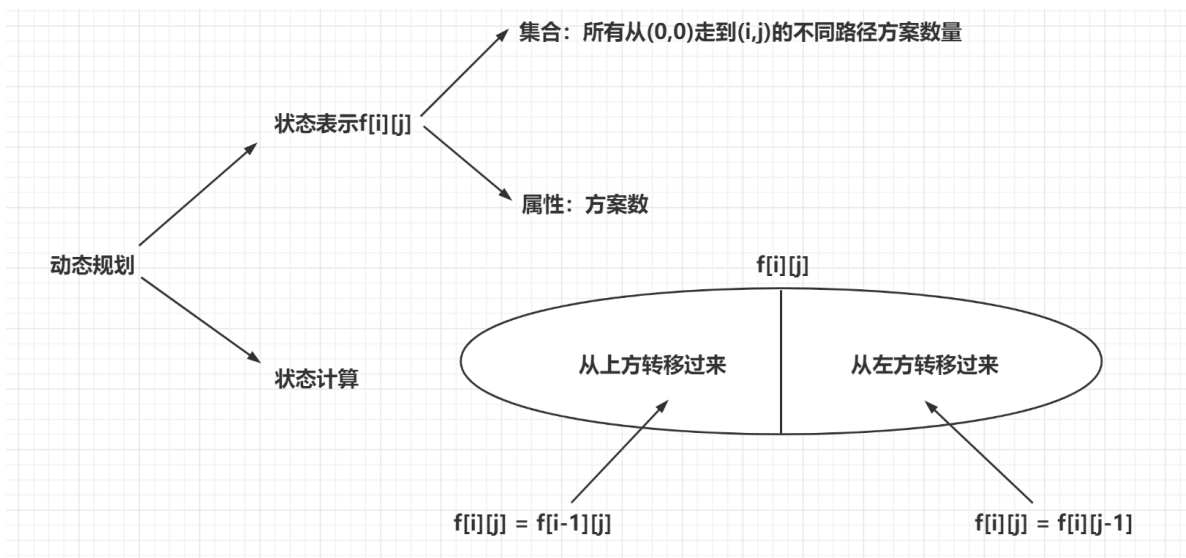 集合：所有从(0,0)走到(i,j)的不同路径方案数量
状态表示f[i][j]
属性：方案数
动态规划
f[i][j]
从上方转移过来
从左方转移过来
状态计算
f[i][j] = f[i-1][j]
f[i][j] = f[i][j-1]